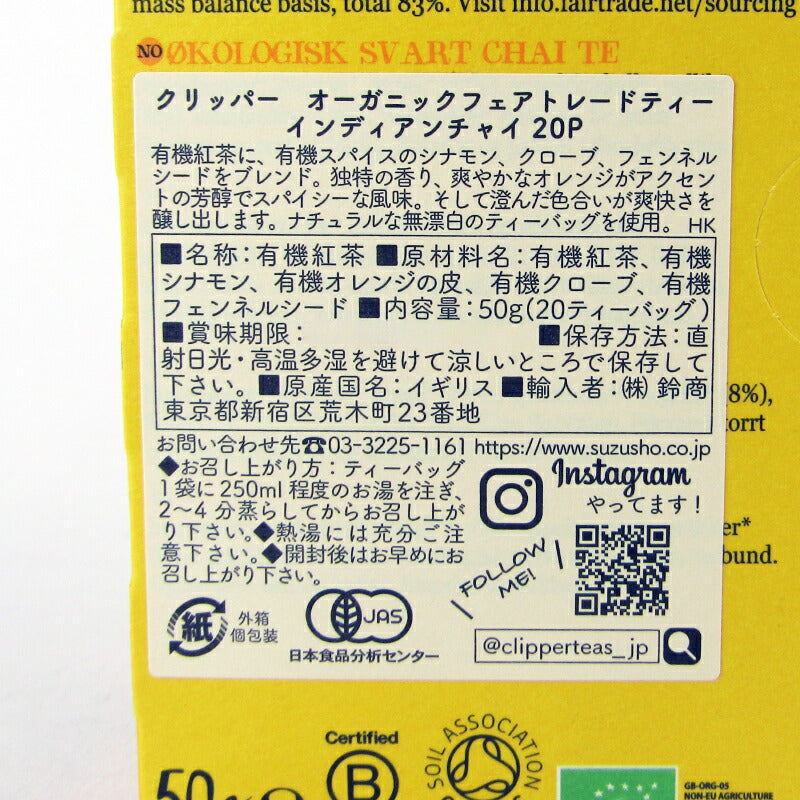 mass balance basis, total 83%. Visit info.fairtrade.net/sourcing
NO ØKOLOGISK SVART CHAI TE
クリッパー オーガニックフェアトレードティー
インディアンチャイ 20P
有機紅茶に、有機スパイスのシナモン、クローブ、フェンネル
シードをブレンド。独特の香り、爽やかなオレンジがアクセン
トの芳醇でスパイシーな風味。そして澄んだ色合いが爽快さを
醸し出します。ナチュラルな無漂白のティーバッグを使用。 HK
■名称：有機紅茶 ■原材料名：有機紅茶、有機
シナモン、有機オレンジの皮、有機クローブ、有機
フェンネルシード ■内容量：50g(20ティーバッグ)
■賞味期限： ■保存方法：直
射日光・高温多湿を避けて涼しいところで保存して
下さい。■原産国名：イギリス ■輸入者：㈱ 鈴商
東京都新宿区荒木町23番地
(8%),
torrt
お問い合わせ先☎03-3225-1161 https://www.suzusho.co.jp
◆お召し上がり方：ティーバッグ
1袋に 250ml 程度のお湯を注ぎ、
2〜4 分蒸らしてからお召し上が
り下さい。◆熱湯には充分ご注
意下さい。◆開封後はお早めにお
召し上がり下さい。
Instagram
やってます！
er*
bund.
FOLLOW
ME!
紙
外箱
個包装
JAS
日本食品分析センター
@clipperteas_jp
Certified
B
SOIL ASSOCIATION
50g
GB-ORG-05
NON-EU AGRICULTURE